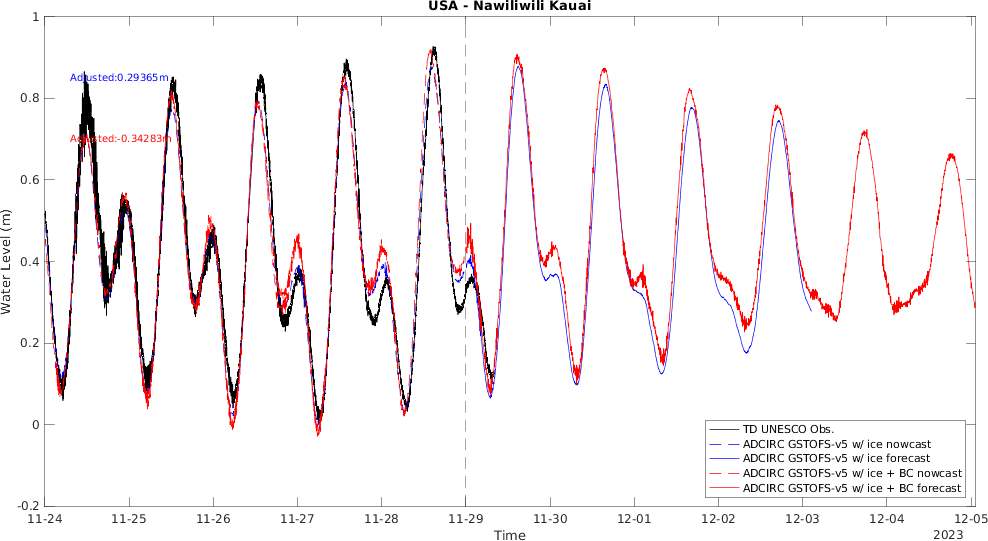 USA - Nawiliwili Kauai
1
0.8
0.6
0.4
0.2
0
-0.2
Water Level (m)
Adjusted:0.29365m
Adjusted:-0.34283m
TD UNESCO Obs.
ADCIRC GSTOFS-v5 w/ ice nowcast
ADCIRC GSTOFS-v5 w/ ice forecast
ADCIRC GSTOFS-v5 w/ ice + BC nowcast
ADCIRC GSTOFS-v5 w/ ice + BC forecast
11-24 11-25 11-26 11-27 11-28 11-29 11-30 12-01 12-02 12-03 12-04 12-05
Time
2023